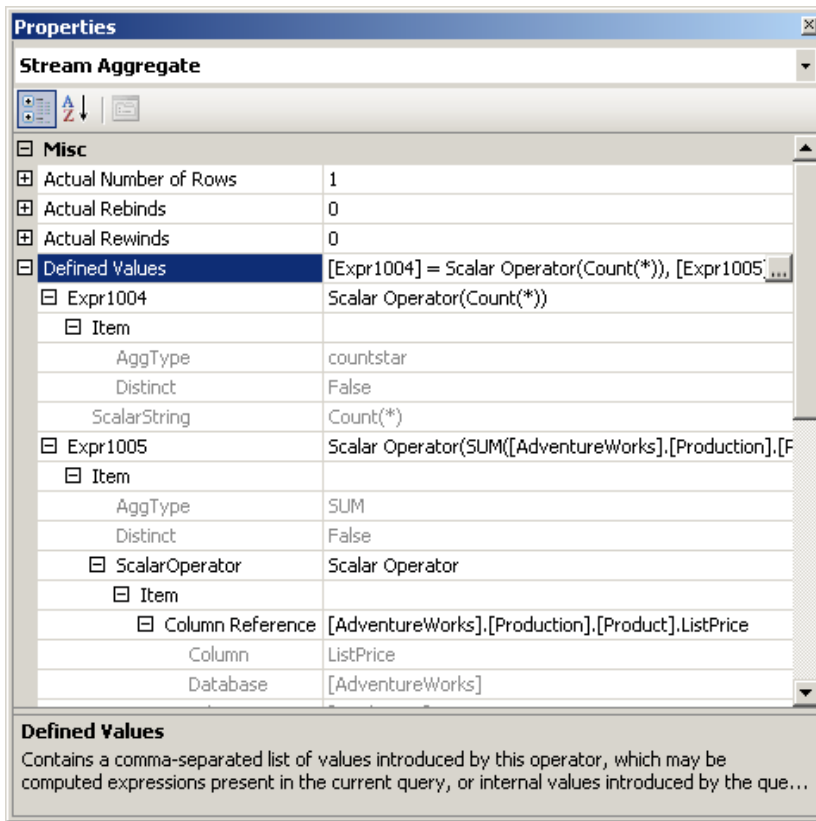 Properties
Stream Aggregate
Misc
Actual Number of Rows 1
Actual Rebinds 0
Actual Rewinds 0
Defined Values [Expr1004] = Scalar Operator(Count(*)), [Expr1005] ...
Expr1004 Scalar Operator(Count(*))
Item
AggType countstar
Distinct False
ScalarString Count(*)
Expr1005 Scalar Operator(SUM([AdventureWorks].[Production].[P
Item
AggType SUM
Distinct False
ScalarOperator Scalar Operator
Item
Column Reference [AdventureWorks].[Production].[Product].ListPrice
Column ListPrice
Database [AdventureWorks]
Defined Values
Contains a comma-separated list of values introduced by this operator, which may be
computed expressions present in the current query, or internal values introduced by the que...